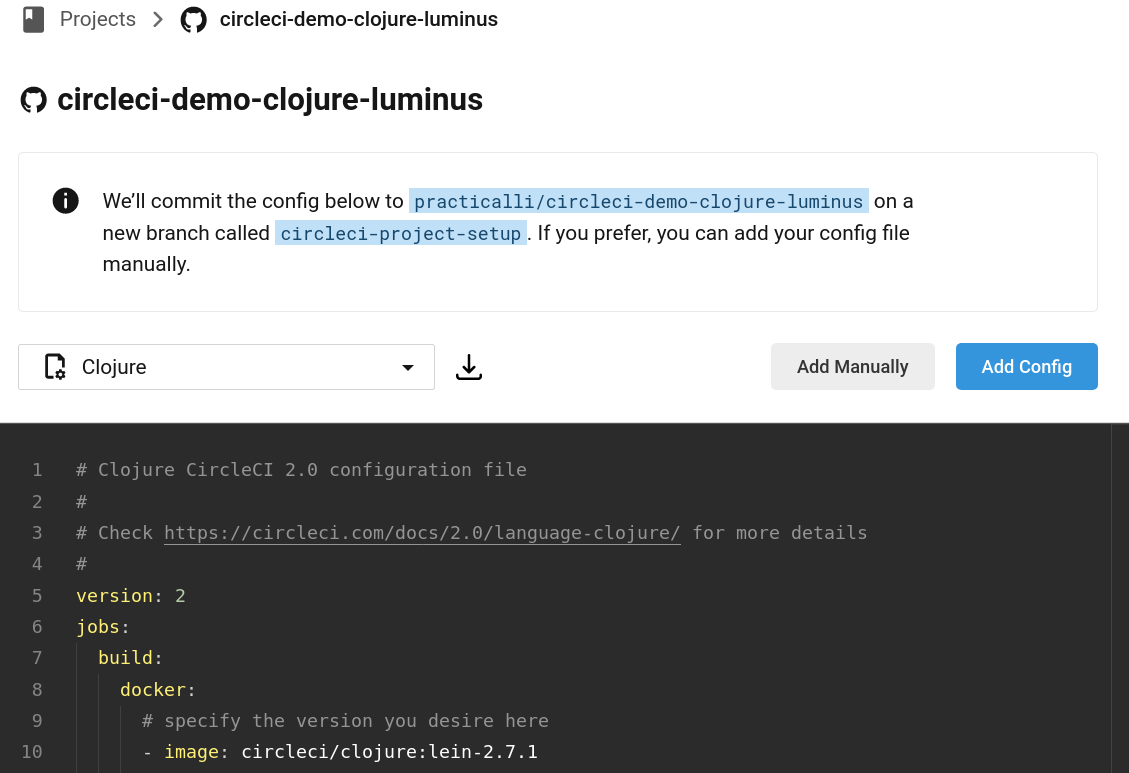 Projects > circleci-demo-clojure-luminus
circleci-demo-clojure-luminus
We’ll commit the config below to practicalli/circleci-demo-clojure-luminus on a
new branch called circleci-project-setup. If you prefer, you can add your config file
manually.
Clojure Add Manually Add Config
1 # Clojure CircleCI 2.0 configuration file
2 #
3 # Check https://circleci.com/docs/2.0/language-clojure/ for more details
4 #
5 version: 2
6 jobs:
7 build:
8 docker:
9 # specify the version you desire here
10 - image: circleci/clojure:lein-2.7.1